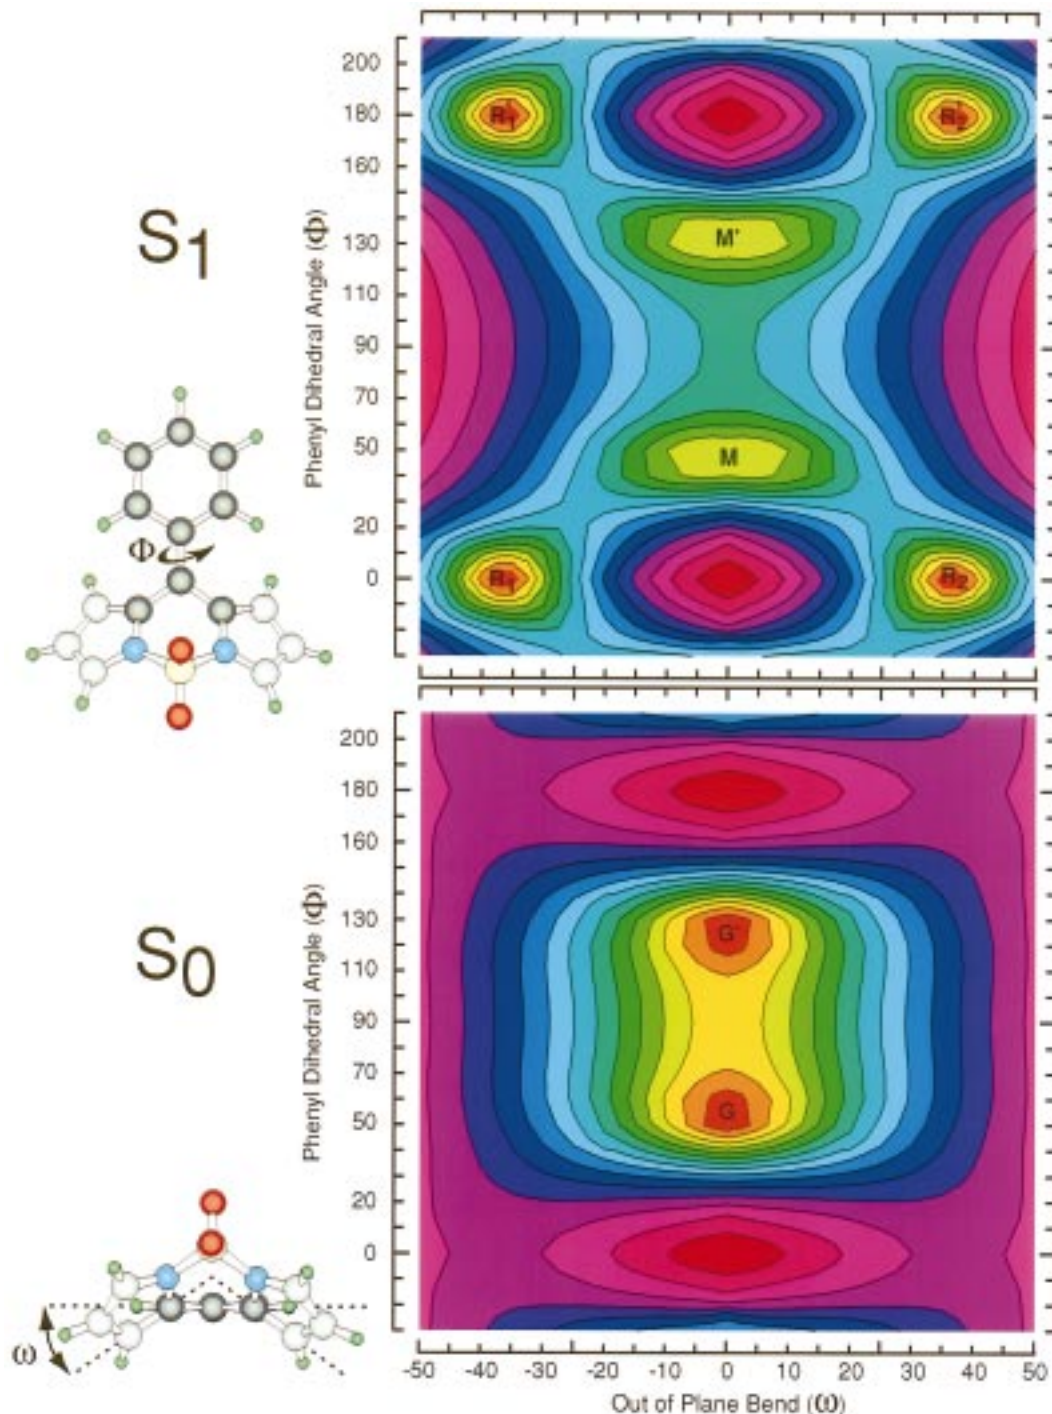 S1
Φ
Phenyl Dihedral Angle (Φ)
200
180
160
130
110
90
70
50
20
0
R1'
R2'
M'
M
R1
R2
S0
ω
Phenyl Dihedral Angle (Φ)
200
180
160
130
110
90
70
50
20
0
G'
G
-50 -40 -30 -20 -10 0 10 20 30 40 50
Out of Plane Bend (ω)